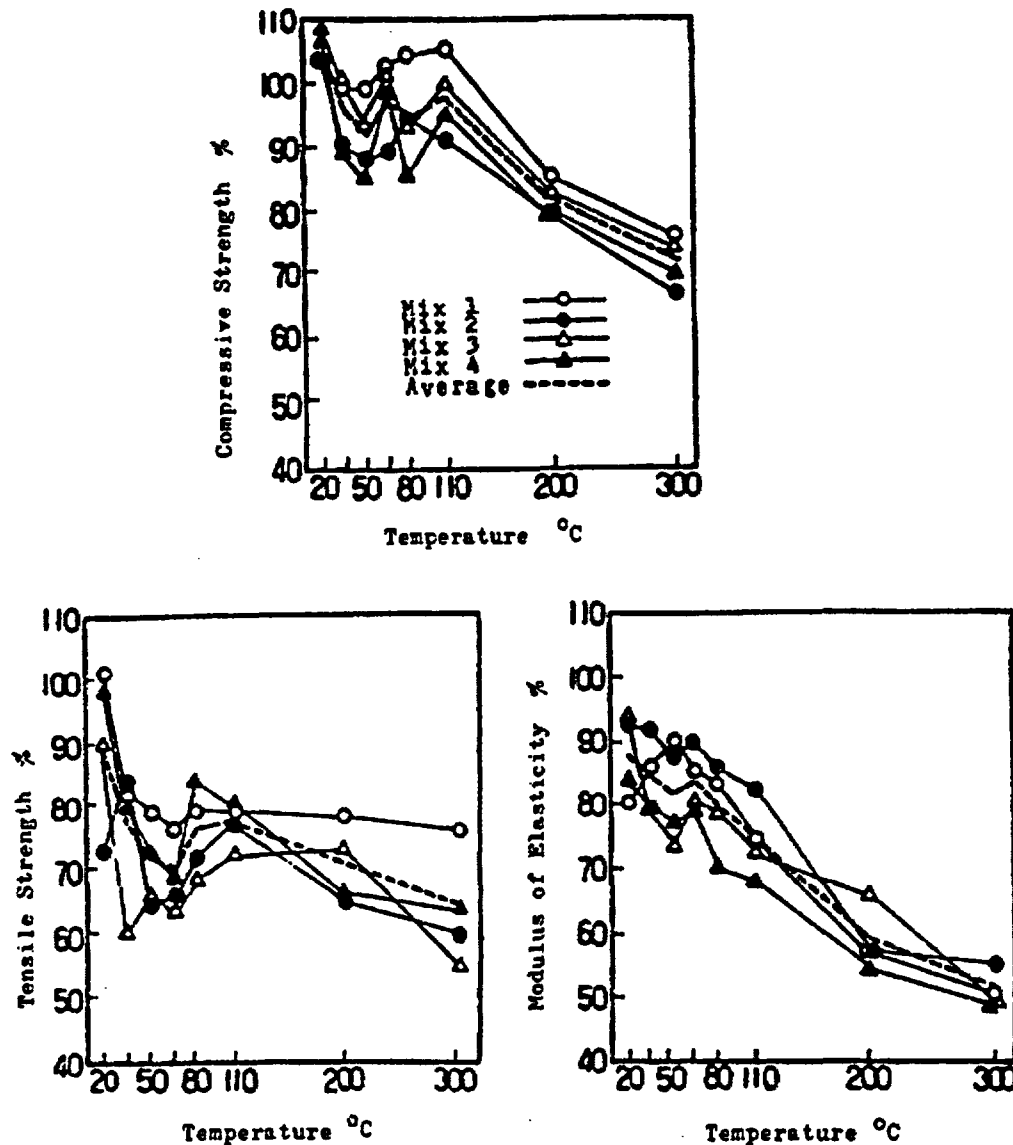 110
100
90
80
70
60
50
40
Compressive Strength %
Mix 1
Mix 2
Mix 3
Mix 4
Average
20 50 80 110 200 300
Temperature °C
110
100
90
80
70
60
50
40
Tensile Strength %
20 50 80 110 200 300
Temperature °C
110
100
90
80
70
60
50
40
Modulus of Elasticity %
20 50 80 110 200 300
Temperature °C